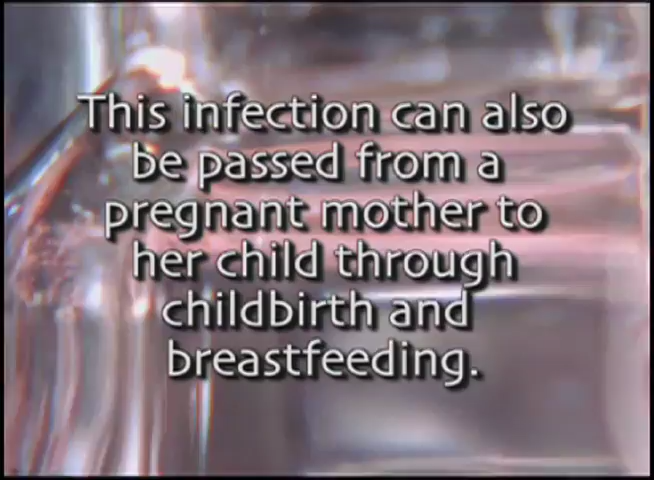 This infection can also
be passed from a
pregnant mother to
her child through
childbirth and
breastfeeding.